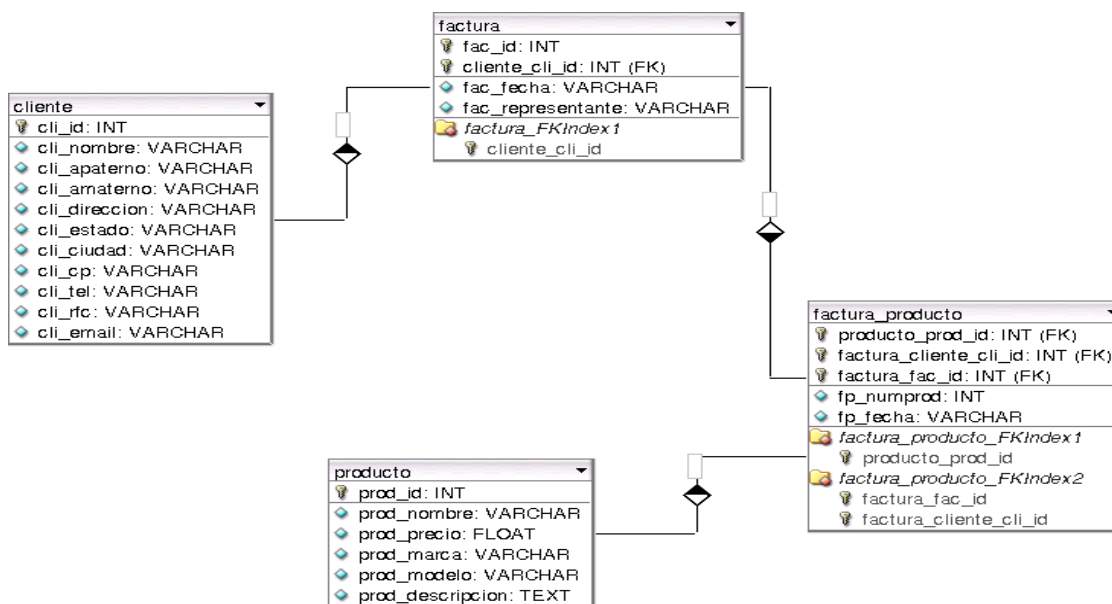 factura
fac_id: INT
cliente_cli_id: INT (FK)
fac_fecha: VARCHAR
fac_representante: VARCHAR
factura_FKIndex1
cliente_cli_id
cliente
cli_id: INT
cli_nombre: VARCHAR
cli_apaterno: VARCHAR
cli_amaterno: VARCHAR
cli_direccion: VARCHAR
cli_estado: VARCHAR
cli_ciudad: VARCHAR
cli_cp: VARCHAR
cli_tel: VARCHAR
cli_rfc: VARCHAR
cli_email: VARCHAR
factura_producto
producto_prod_id: INT (FK)
factura_cliente_cli_id: INT (FK)
factura_fac_id: INT (FK)
fp_numprod: INT
fp_fecha: VARCHAR
factura_producto_FKIndex1
producto_prod_id
factura_producto_FKIndex2
factura_fac_id
factura_cliente_cli_id
producto
prod_id: INT
prod_nombre: VARCHAR
prod_precio: FLOAT
prod_marca: VARCHAR
prod_modelo: VARCHAR
prod_descripcion: TEXT